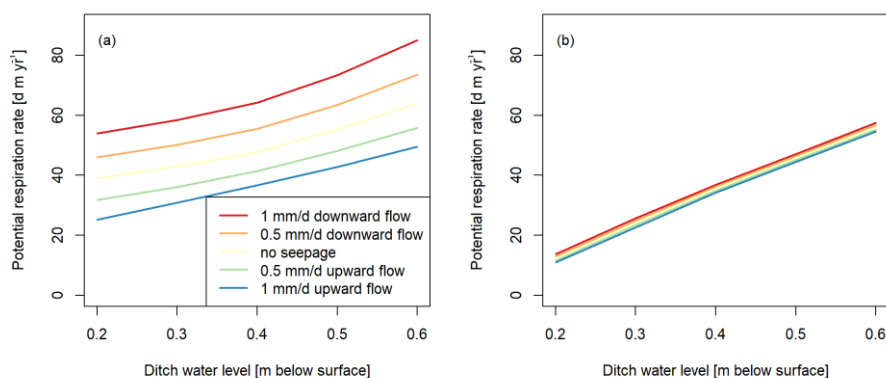 (a)
Potential respiration rate [d m yr⁻¹]
80
60
40
20
0
1 mm/d downward flow
0.5 mm/d downward flow
no seepage
0.5 mm/d upward flow
1 mm/d upward flow
0.2 0.3 0.4 0.5 0.6
Ditch water level [m below surface]
(b)
Potential respiration rate [d m yr⁻¹]
80
60
40
20
0
0.2 0.3 0.4 0.5 0.6
Ditch water level [m below surface]